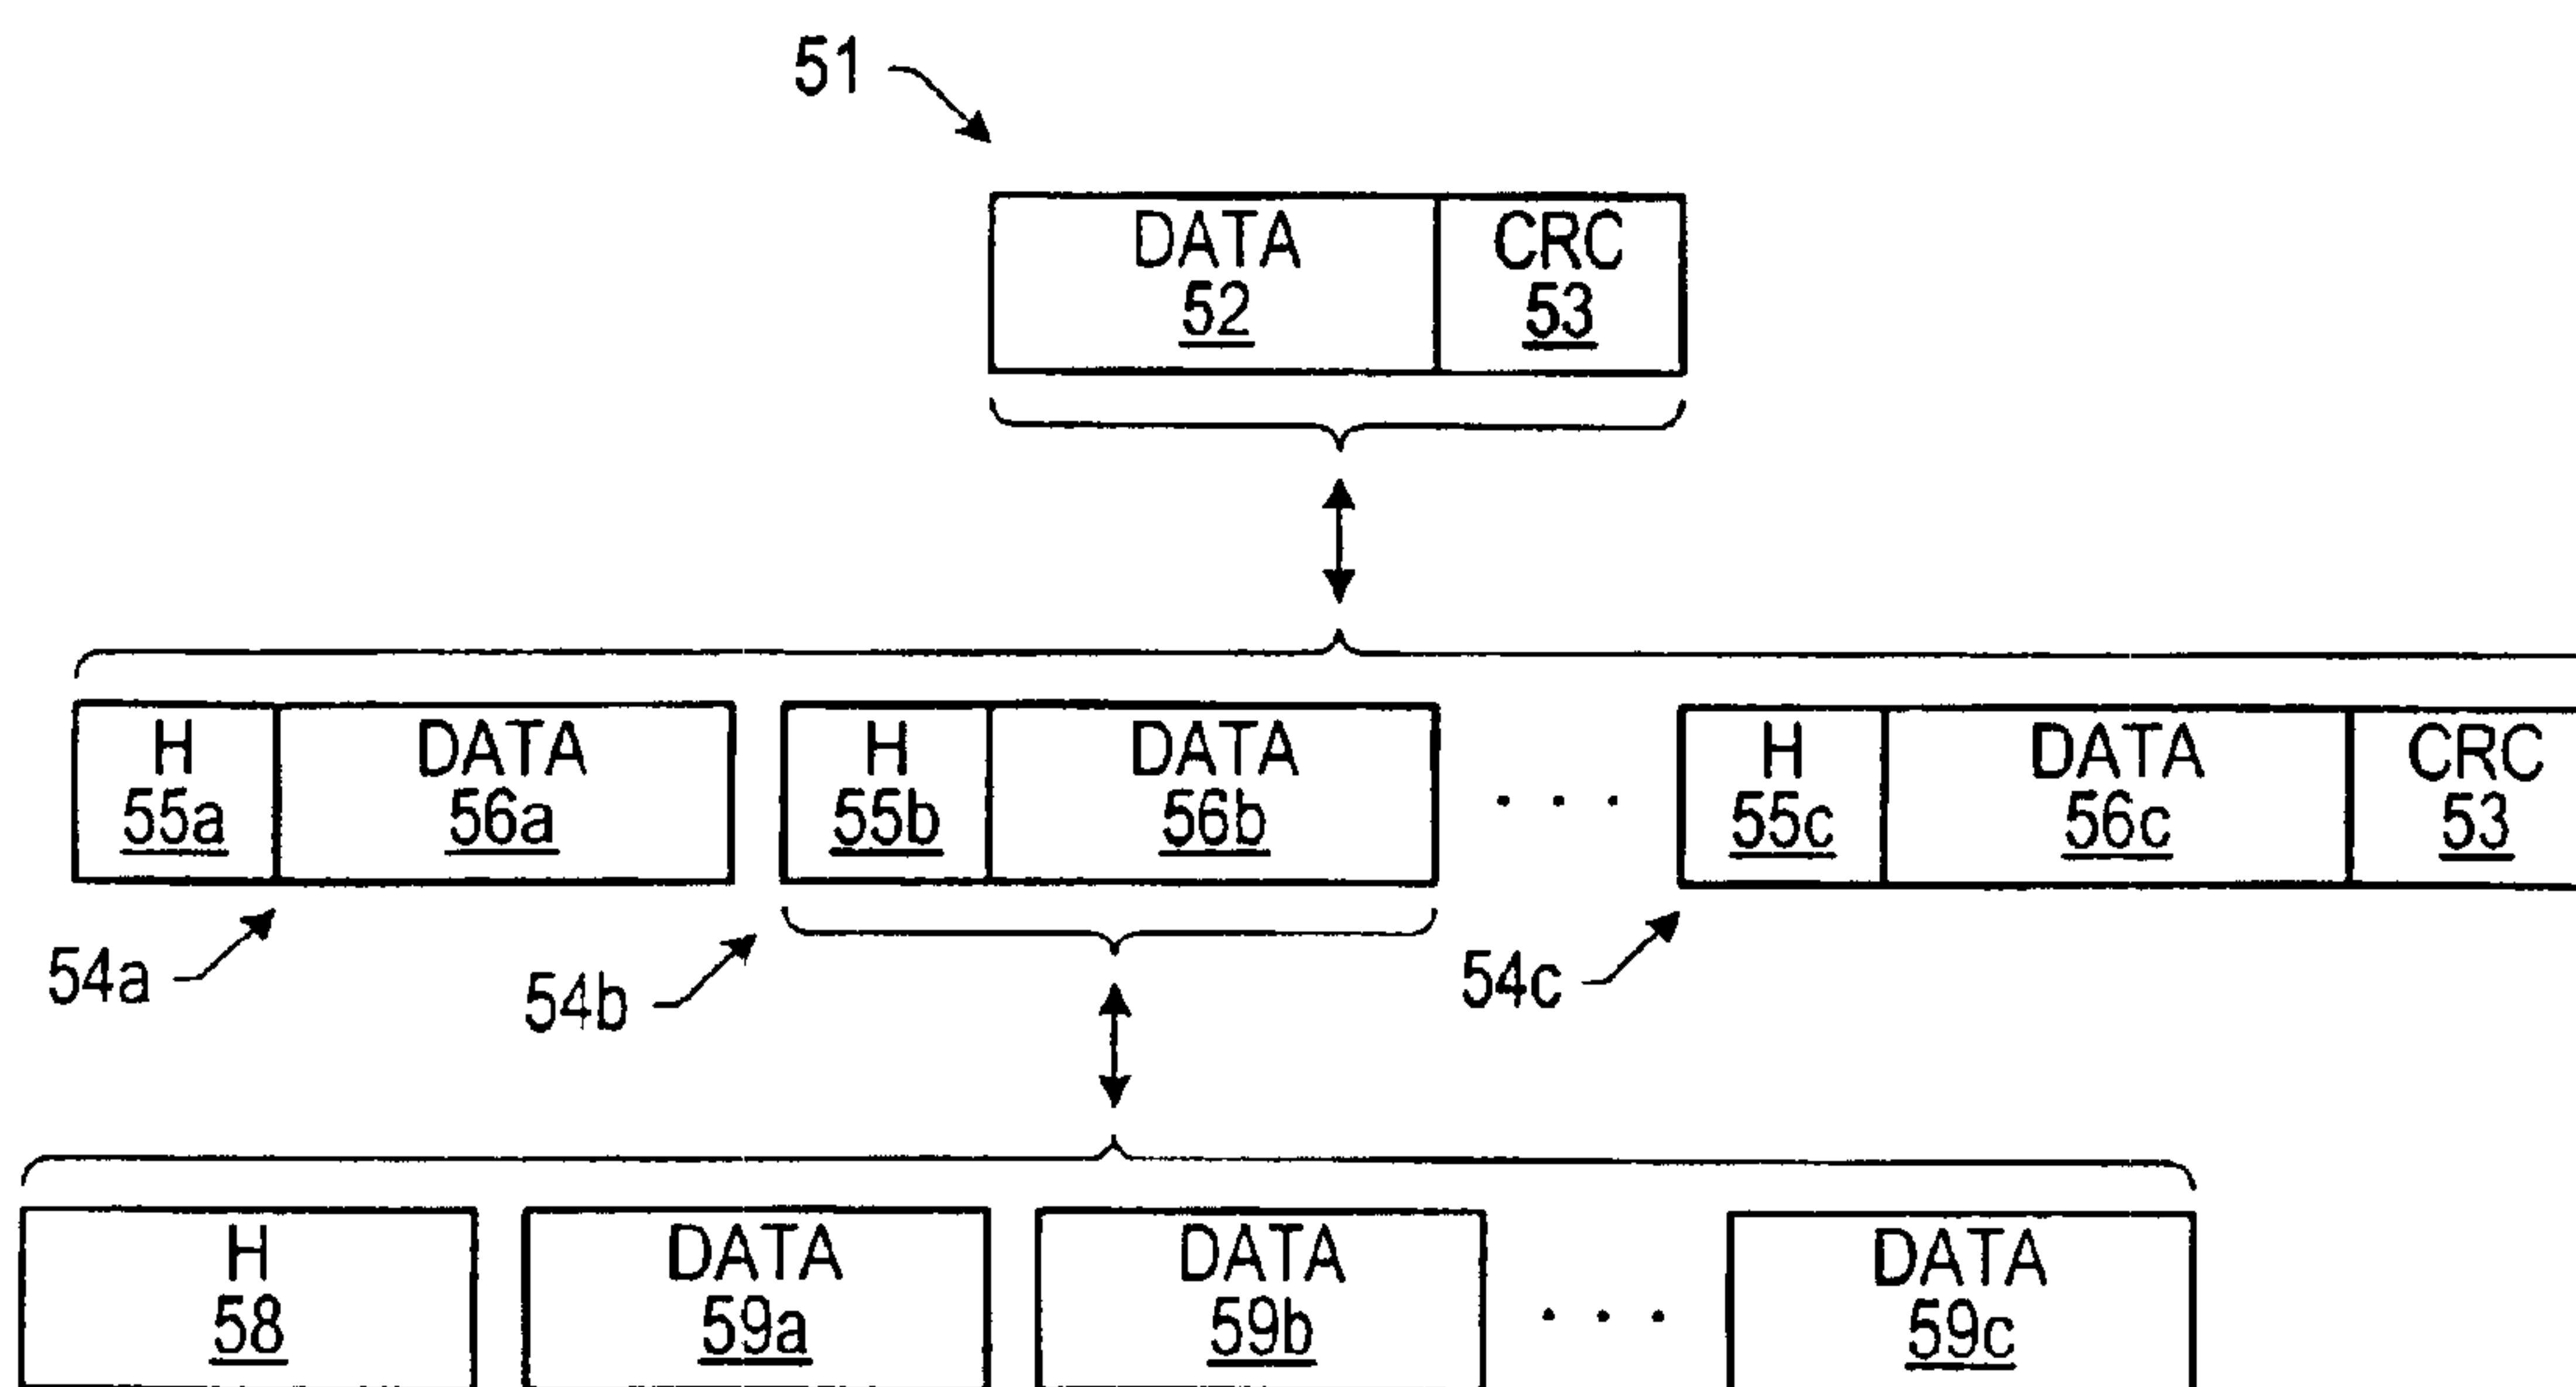 51
DATA CRC
52 53
H DATA H DATA . . . H DATA CRC
55a 56a 55b 56b 55c 56c 53
54a 54b 54c
H DATA DATA . . . DATA
58 59a 59b 59c